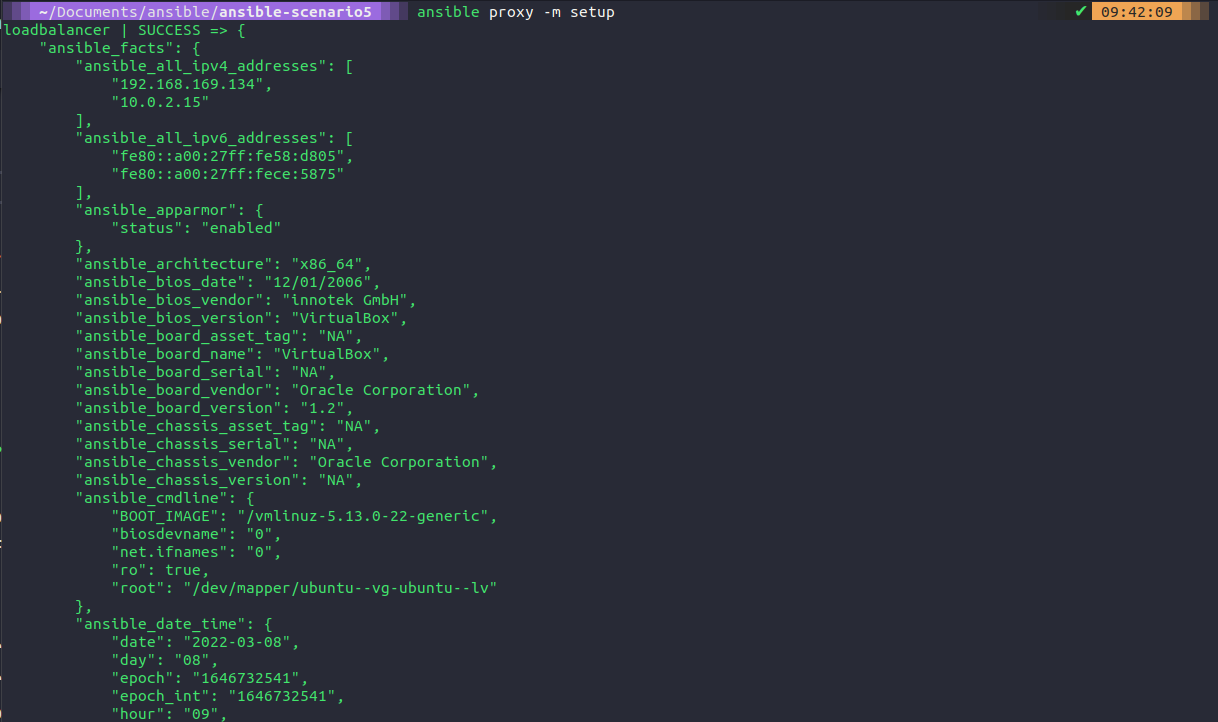 ~/Documents/ansible/ansible-scenario5 ansible proxy -m setup ✔ 09:42:09
loadbalancer | SUCCESS => {
    "ansible_facts": {
        "ansible_all_ipv4_addresses": [
            "192.168.169.134",
            "10.0.2.15"
        ],
        "ansible_all_ipv6_addresses": [
            "fe80::a00:27ff:fe58:d805",
            "fe80::a00:27ff:fece:5875"
        ],
        "ansible_apparmor": {
            "status": "enabled"
        },
        "ansible_architecture": "x86_64",
        "ansible_bios_date": "12/01/2006",
        "ansible_bios_vendor": "innotek GmbH",
        "ansible_bios_version": "VirtualBox",
        "ansible_board_asset_tag": "NA",
        "ansible_board_name": "VirtualBox",
        "ansible_board_serial": "NA",
        "ansible_board_vendor": "Oracle Corporation",
        "ansible_board_version": "1.2",
        "ansible_chassis_asset_tag": "NA",
        "ansible_chassis_serial": "NA",
        "ansible_chassis_vendor": "Oracle Corporation",
        "ansible_chassis_version": "NA",
        "ansible_cmdline": {
            "BOOT_IMAGE": "/vmlinuz-5.13.0-22-generic",
            "biosdevname": "0",
            "net.ifnames": "0",
            "ro": true,
            "root": "/dev/mapper/ubuntu--vg-ubuntu--lv"
        },
        "ansible_date_time": {
            "date": "2022-03-08",
            "day": "08",
            "epoch": "1646732541",
            "epoch_int": "1646732541",
            "hour": "09",